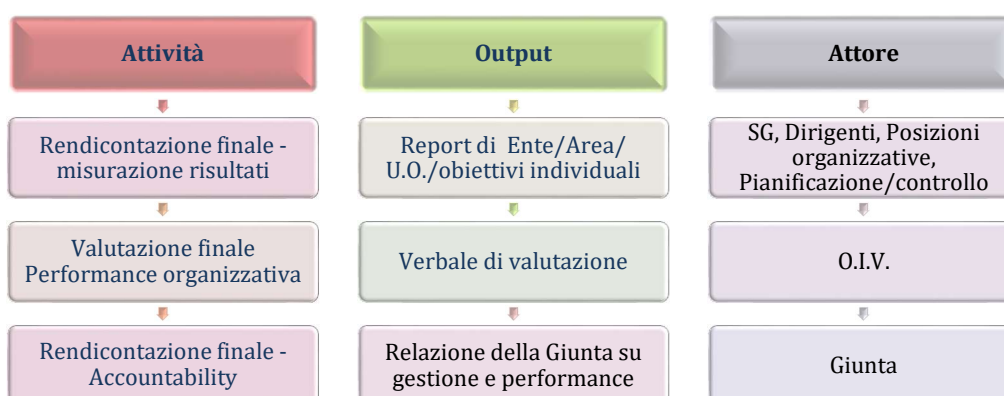 Attività
Output
Attore
Rendicontazione finale -
misurazione risultati
Report di Ente/Area/
U.O./obiettivi individuali
SG, Dirigenti, Posizioni
organizzative,
Pianificazione/controllo
Valutazione finale
Performance organizzativa
Verbale di valutazione
O.I.V.
Rendicontazione finale -
Accountability
Relazione della Giunta su
gestione e performance
Giunta